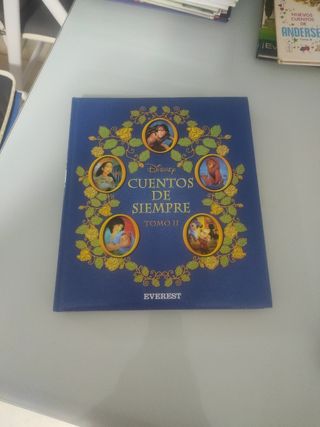 Disney
CUENTOS
DE
SIEMPRE
TOMO II
EVEREST
NUEVOS
CUENTOS DE
ANDERSE